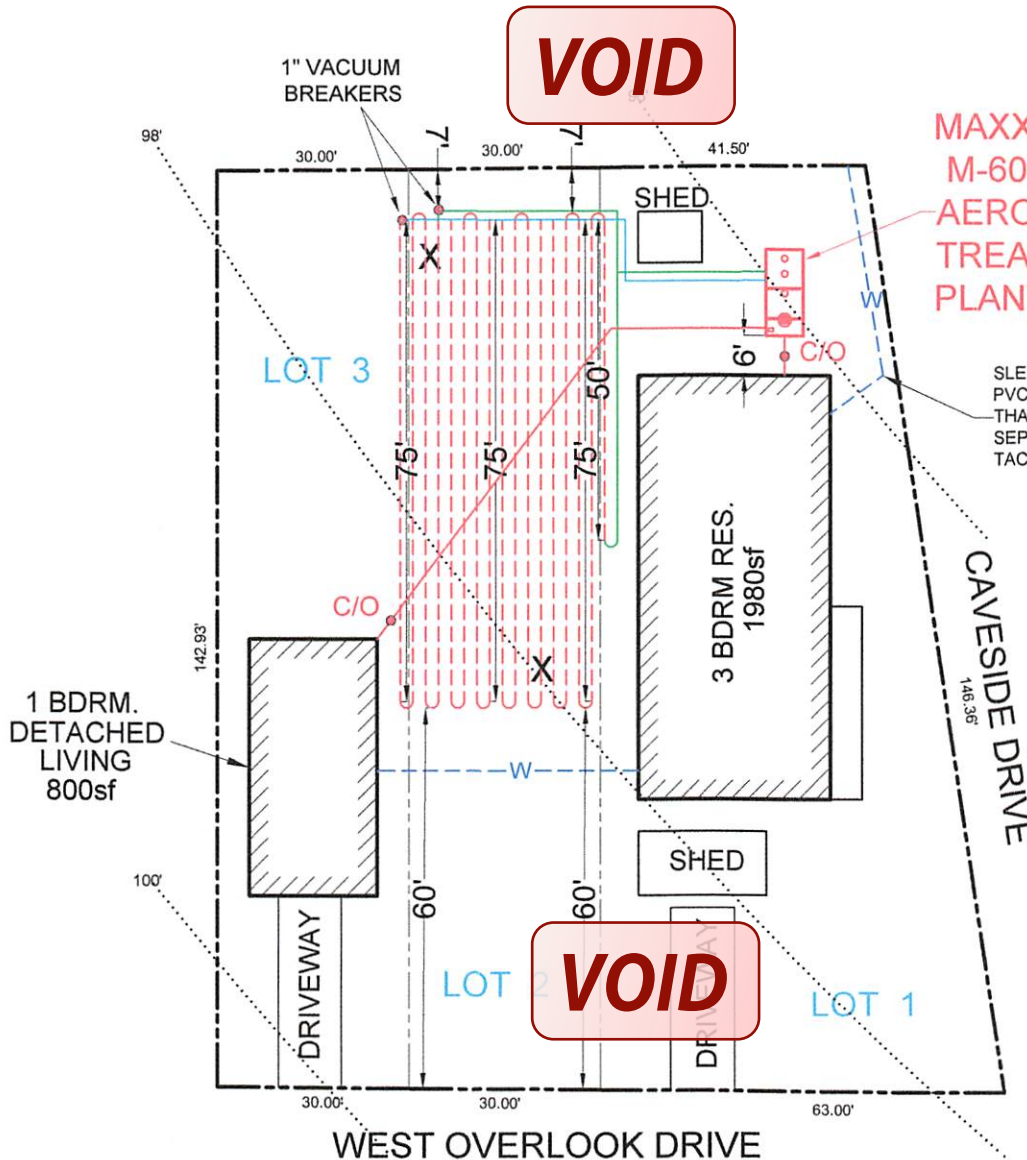 VOID
1" VACUUM
BREAKERS
98'
30.00'
7'
30.00'
7'
41.50'
MAXX
M-60
AERO
TREA
PLAN
SHED
X
W
LOT 3
C/O
6'
50'
SLE
PVC
THA
SEP
TAC
75'
75'
75'
3 BDRM RES.
1980sf
C/O
CAVESIDE DRIVE
146.36'
142.93'
X
1 BDRM.
DETACHED
LIVING
800sf
W
SHED
100'
60'
60'
DRIVEWAY
LOT 2
VOID
DRIVEWAY
LOT 1
30.00'
30.00'
63.00'
WEST OVERLOOK DRIVE